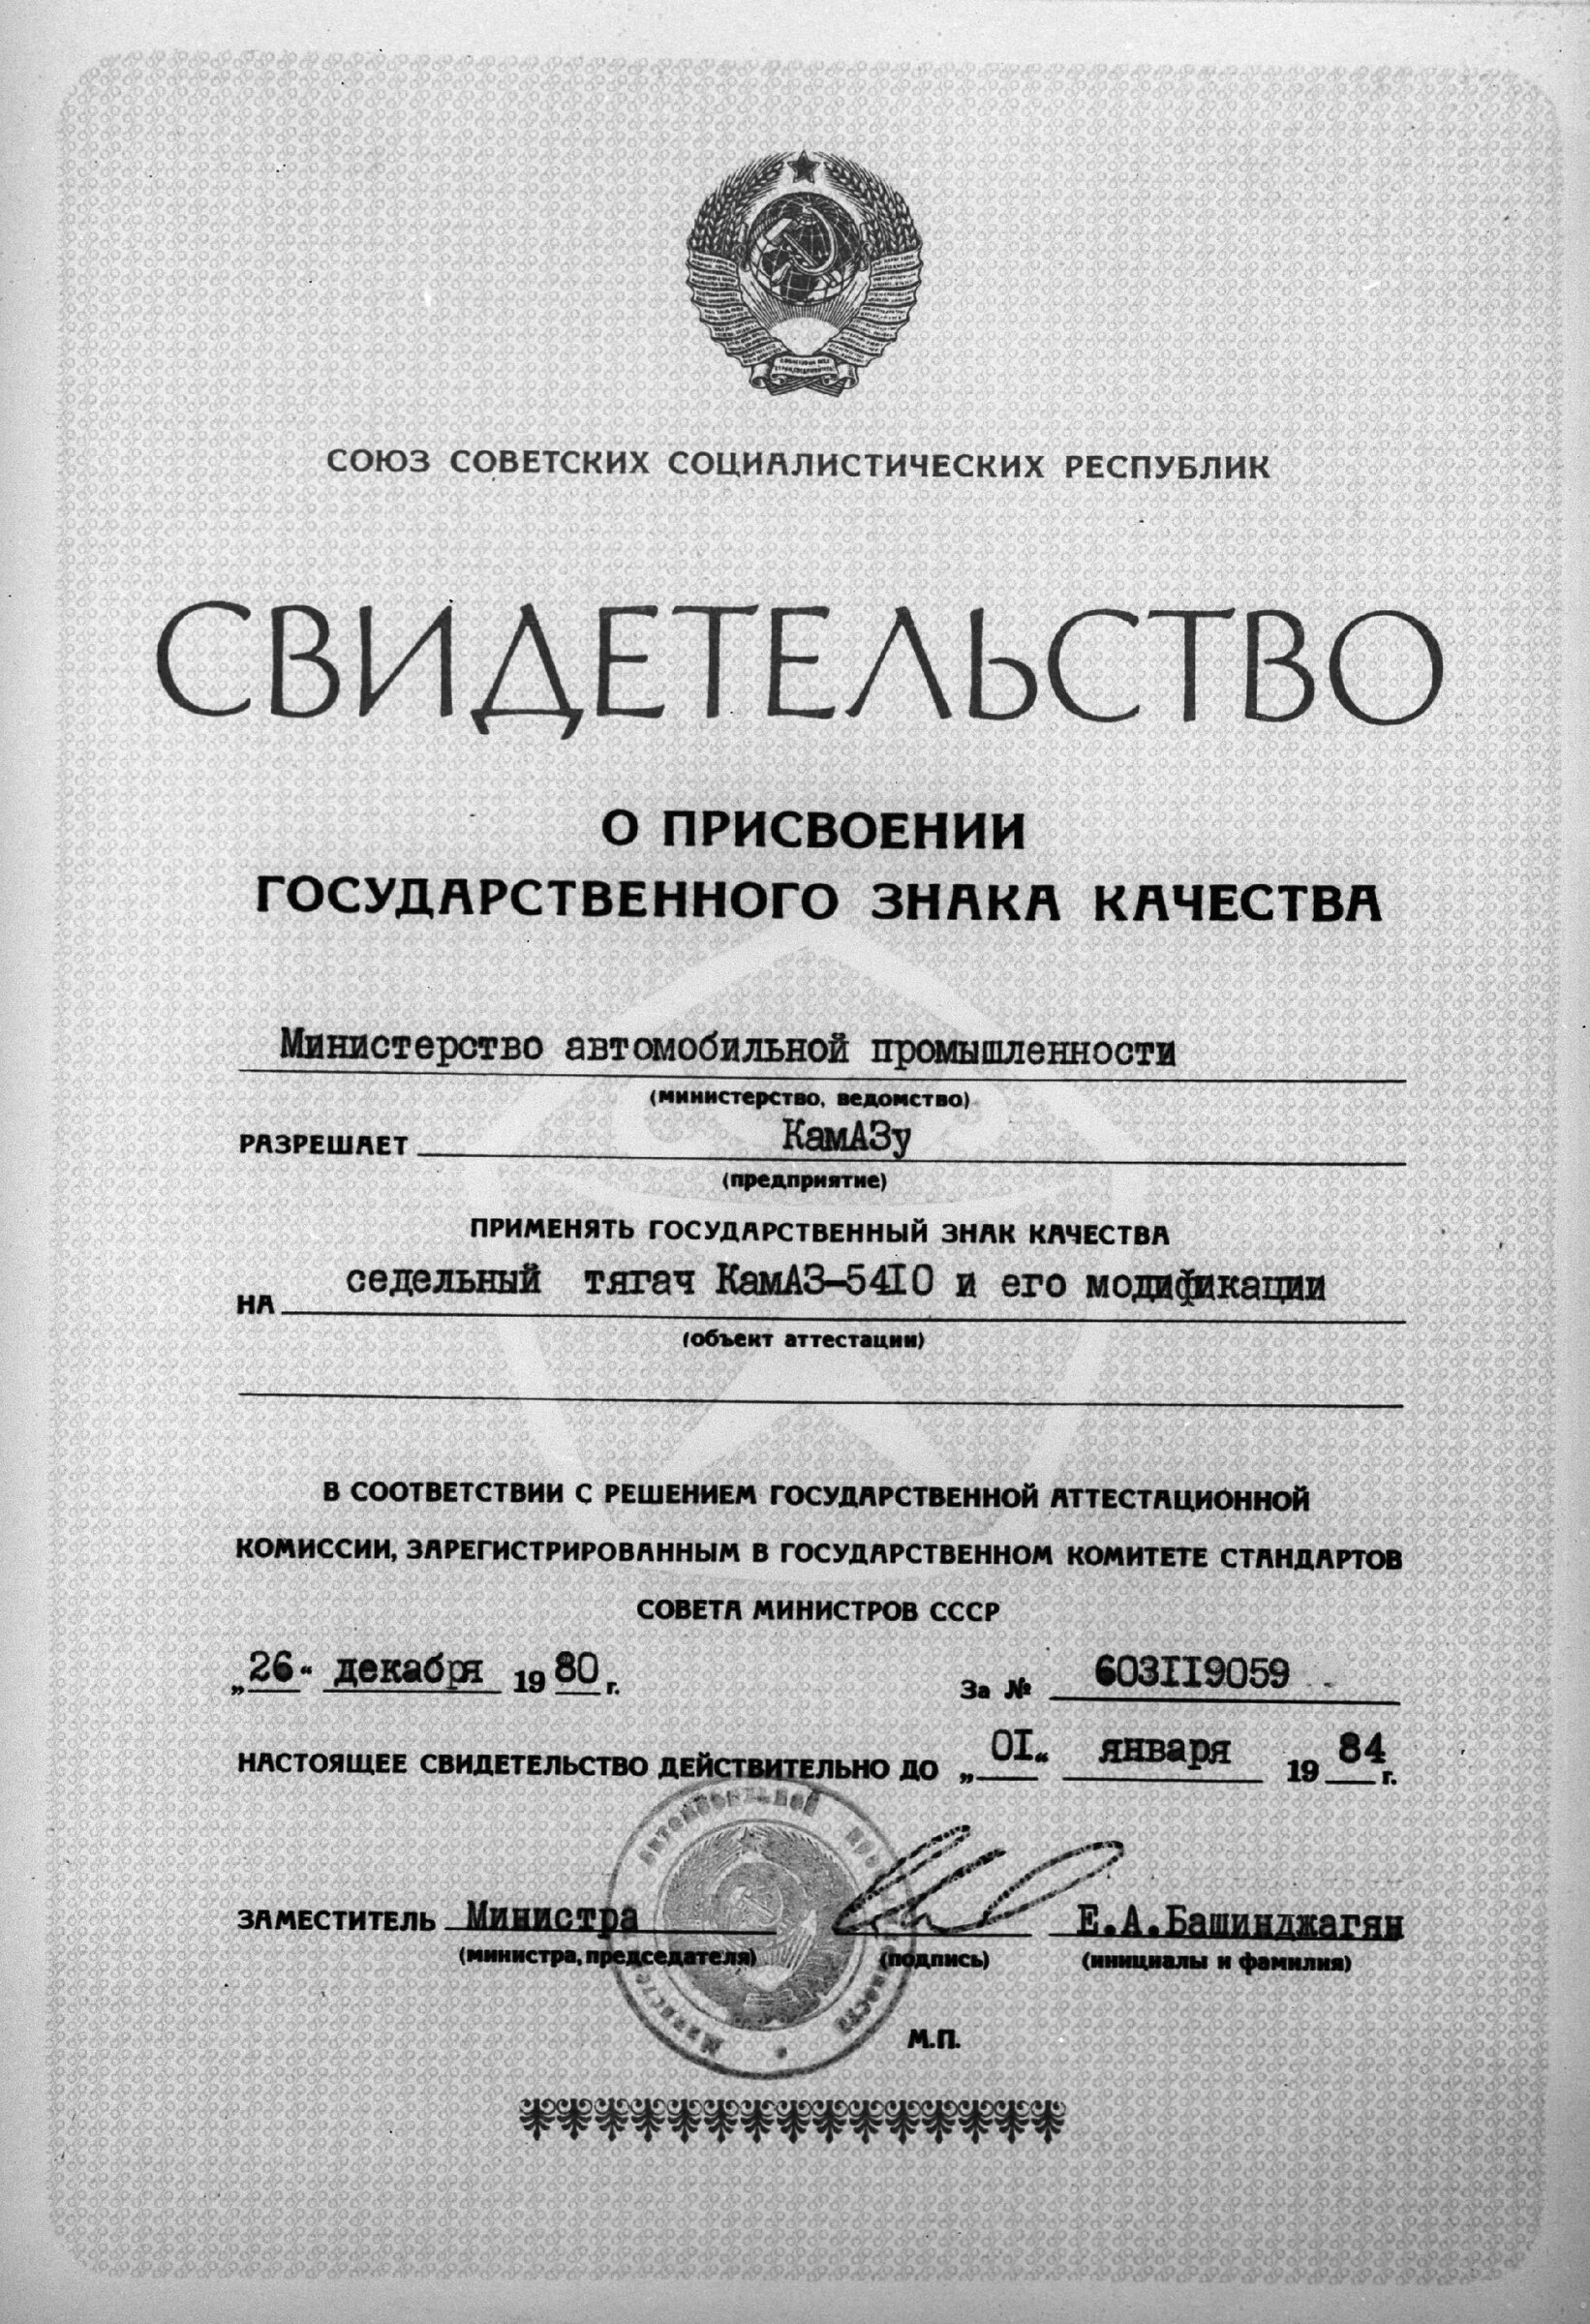 СОЮЗ СОВЕТСКИХ СОЦИАЛИСТИЧЕСКИХ РЕСПУБЛИК
СВИДЕТЕЛЬСТВО
О ПРИСВОЕНИИ
ГОСУДАРСТВЕННОГО ЗНАКА КАЧЕСТВА
Министерство автомобильной промышленности
(министерство, ведомство)
РАЗРЕШАЕТ КамАЗу
(предприятие)
ПРИМЕНЯТЬ ГОСУДАРСТВЕННЫЙ ЗНАК КАЧЕСТВА
НА седельный тягач КамАЗ-5410 и его модификации
(объект аттестации)
В СООТВЕТСТВИИ С РЕШЕНИЕМ ГОСУДАРСТВЕННОЙ АТТЕСТАЦИОННОЙ
КОМИССИИ, ЗАРЕГИСТРИРОВАННЫМ В ГОСУДАРСТВЕННОМ КОМИТЕТЕ СТАНДАРТОВ
СОВЕТА МИНИСТРОВ СССР
„26“ декабря 1980 г. За № 603II9059
НАСТОЯЩЕЕ СВИДЕТЕЛЬСТВО ДЕЙСТВИТЕЛЬНО ДО „0I“ января 1984 г.
ЗАМЕСТИТЕЛЬ Министра Е.А.Башинджагян
(министра, председателя) (подпись) (инициалы и фамилия)
М.П.